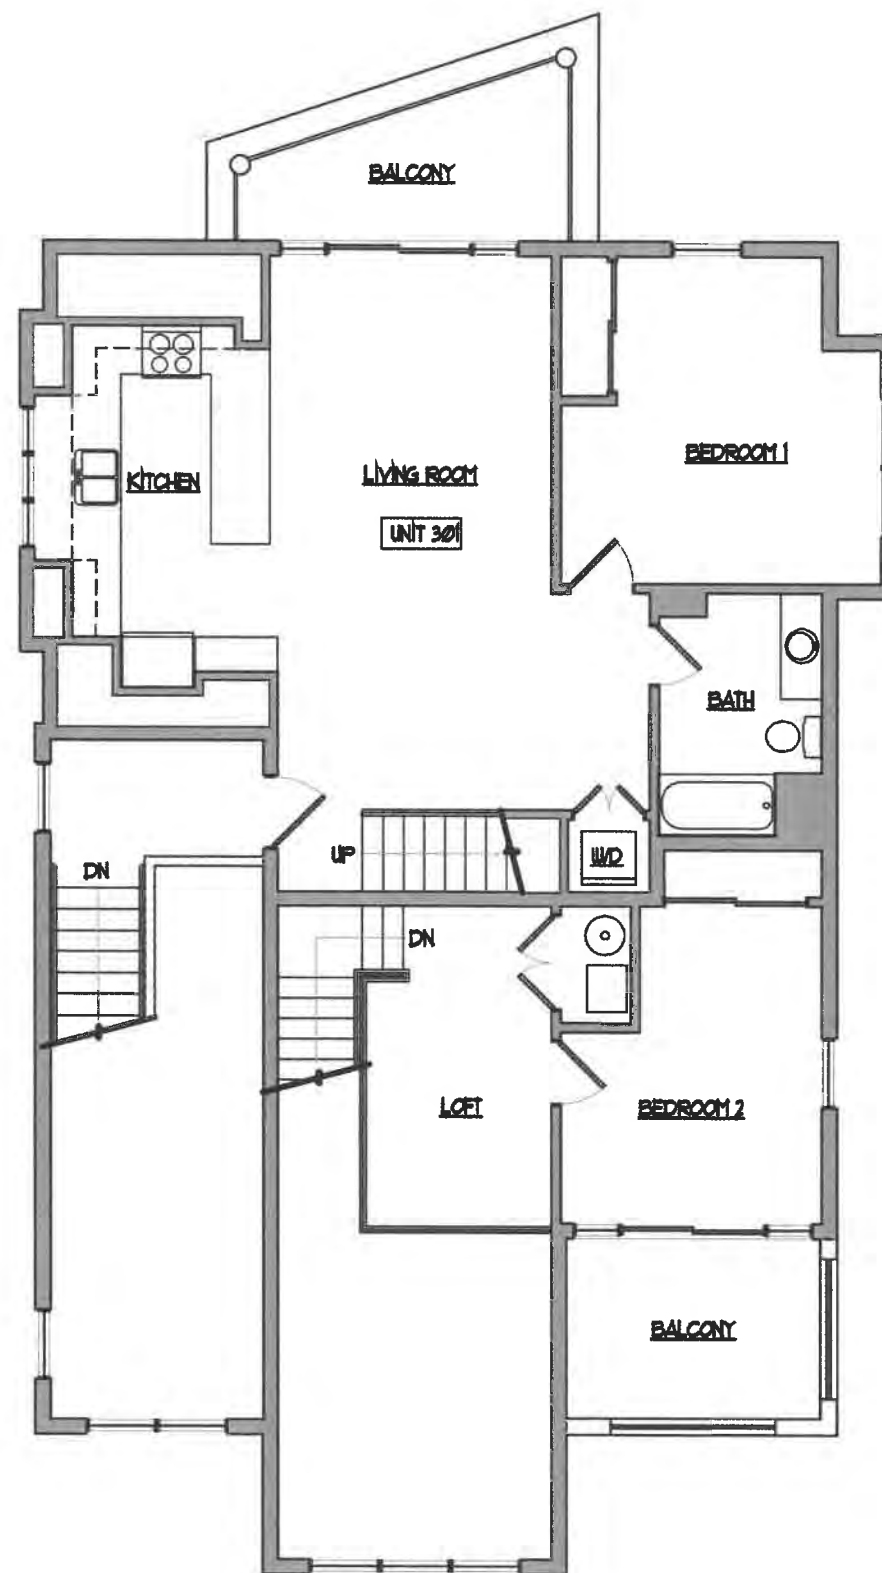 BALCONY
BEDROOM 1
KITCHEN
LIVING ROOM
UNIT 301
BATH
UP
W/D
DN
DN
LOFT
BEDROOM 2
BALCONY